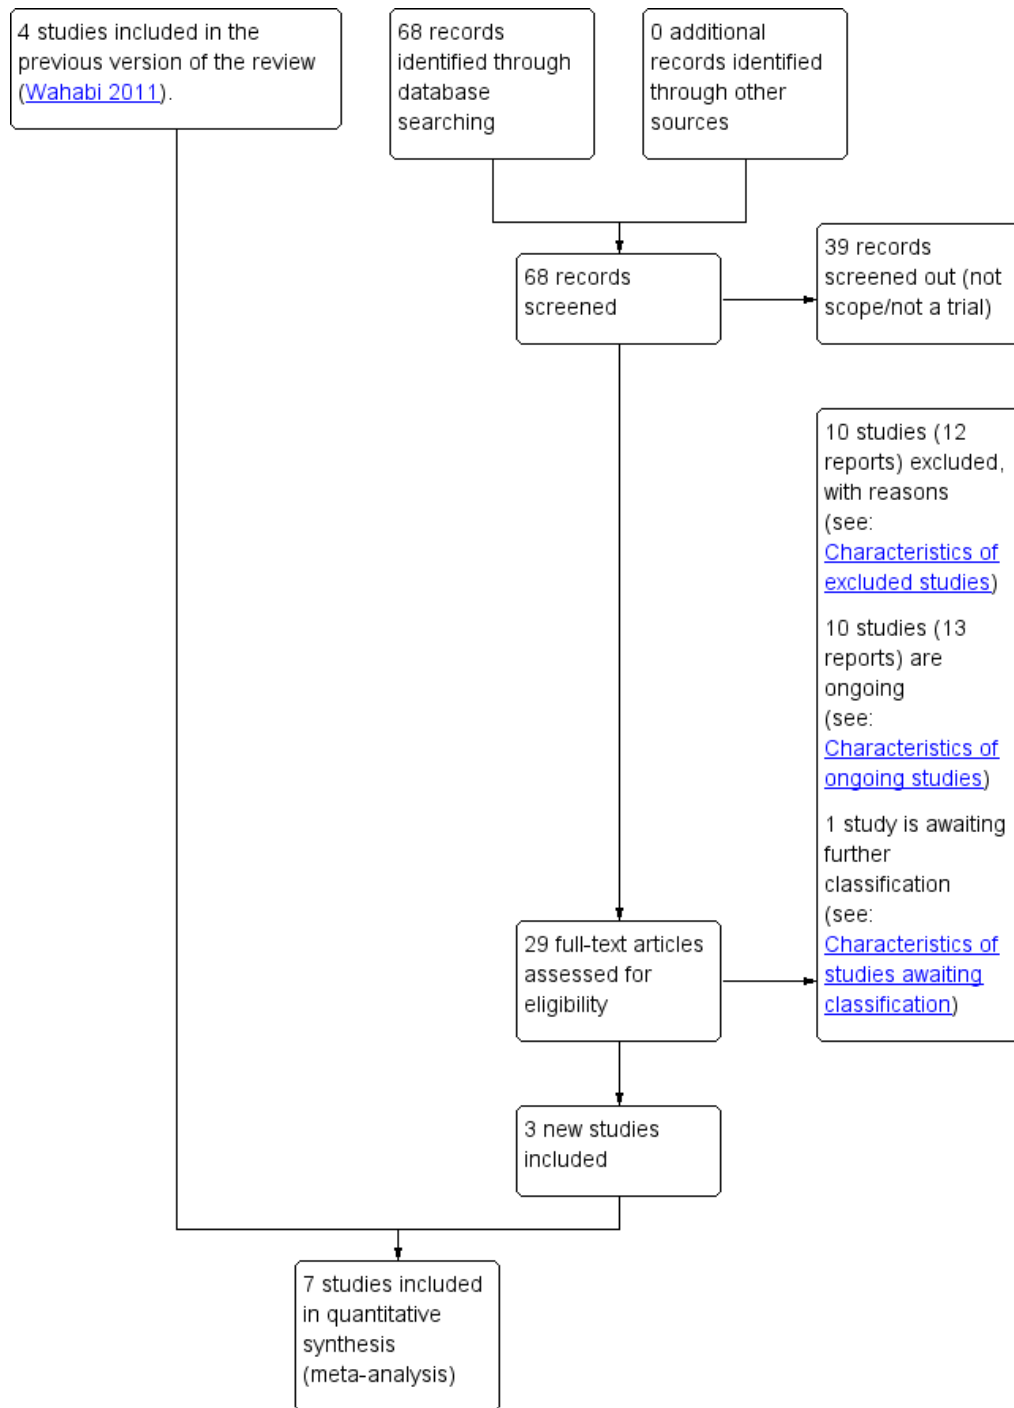 4 studies included in the
previous version of the review
(Wahabi 2011).
68 records
identified through
database
searching
0 additional
records identified
through other
sources
68 records
screened
39 records
screened out (not
scope/not a trial)
10 studies (12
reports) excluded,
with reasons
(see:
Characteristics of
excluded studies)
10 studies (13
reports) are
ongoing
(see:
Characteristics of
ongoing studies)
1 study is awaiting
further
classification
(see:
Characteristics of
studies awaiting
classification)
29 full-text articles
assessed for
eligibility
3 new studies
included
7 studies included
in quantitative
synthesis
(meta-analysis)